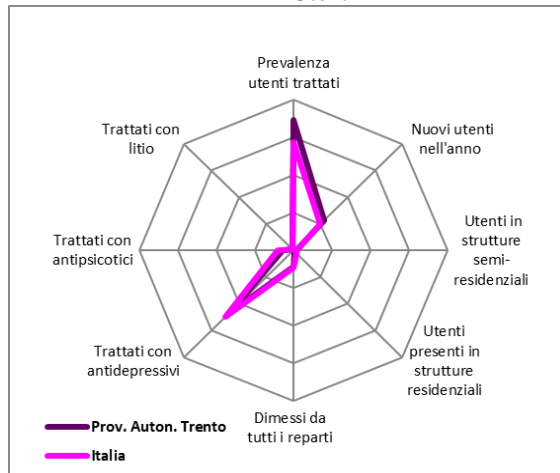 Prevalenza
utenti trattati
Nuovi utenti
nell'anno
Utenti in
strutture
semi-
residenziali
Utenti
presenti in
strutture
residenziali
Dimessi da
tutti i reparti
Trattati con
antidepressivi
Trattati con
antipsicotici
Trattati con
litio
Prov. Auton. Trento
Italia